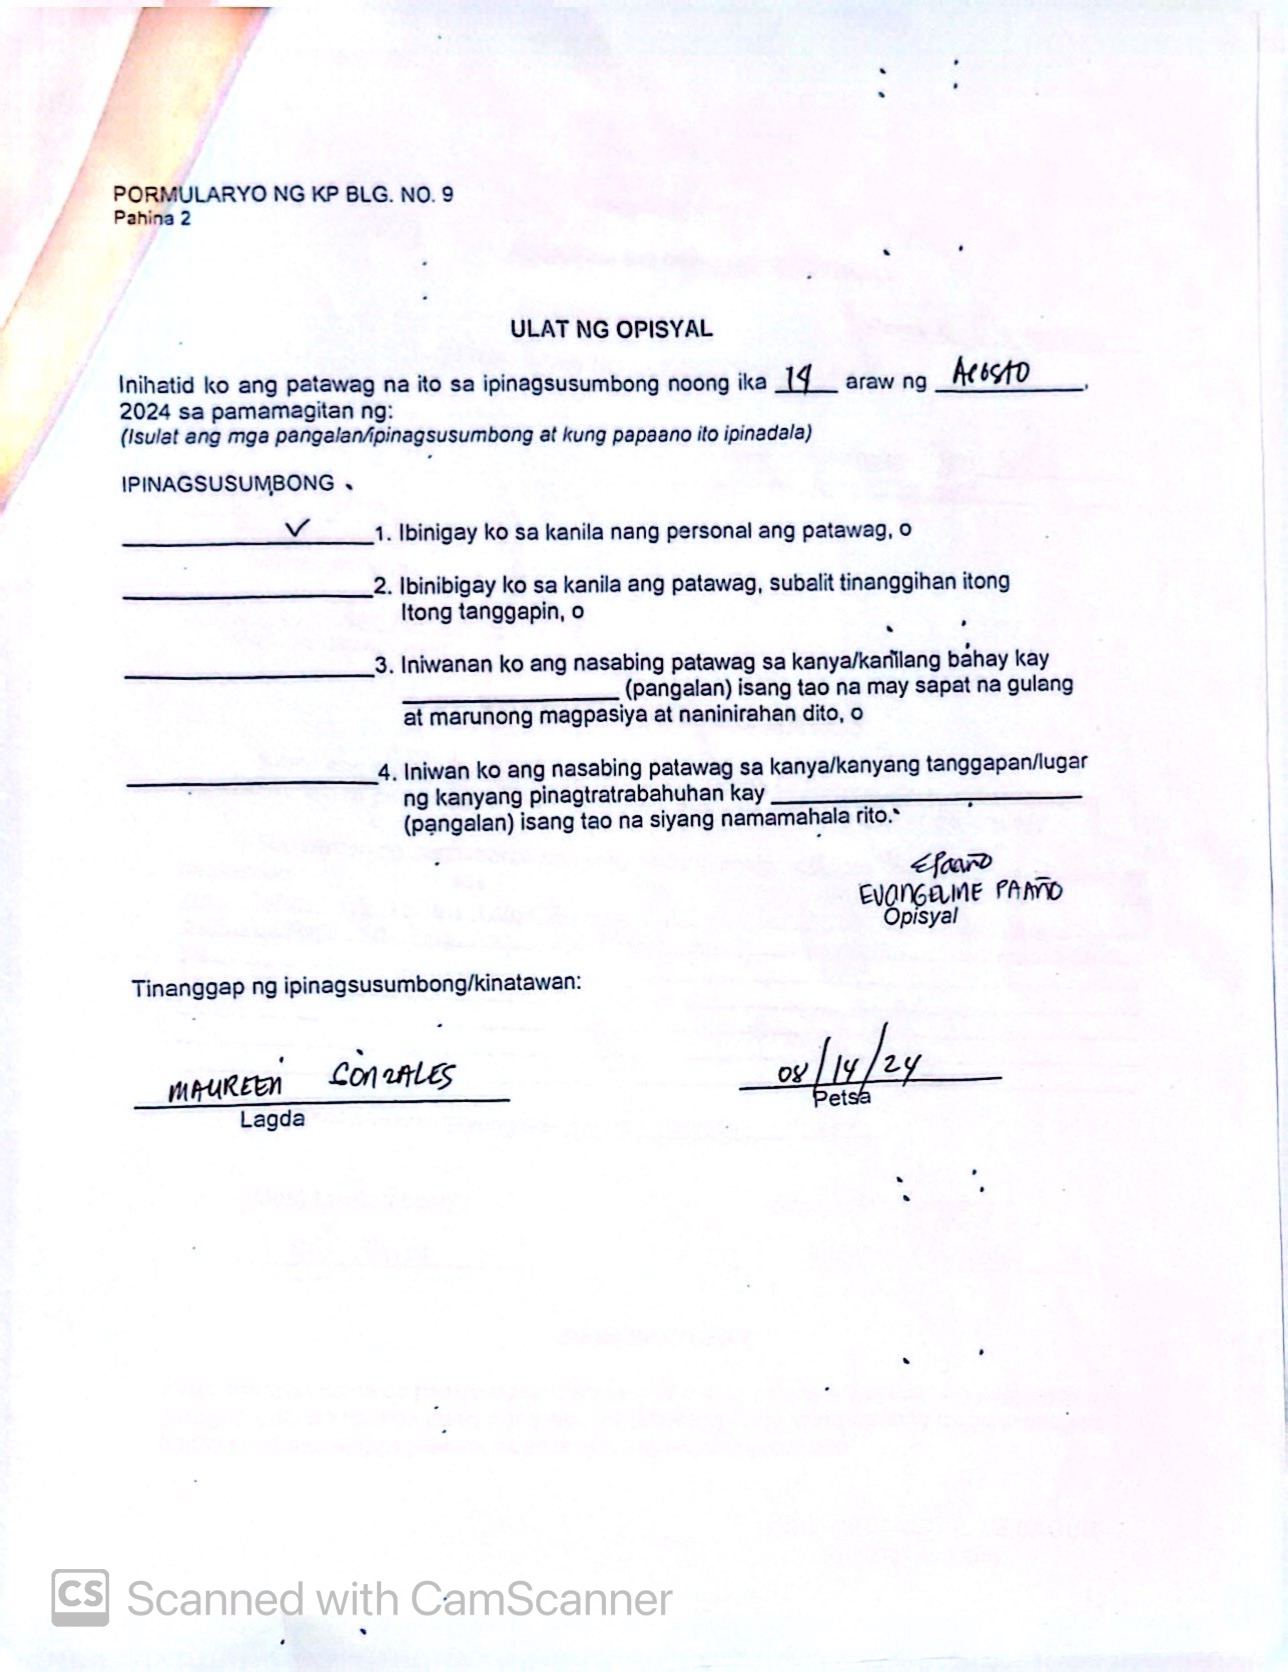 PORMULARYO NG KP BLG. NO. 9
Pahina 2
ULAT NG OPISYAL
Inihatid ko ang patawag na ito sa ipinagsusumbong noong ika 14 araw ng AGOSTO,
2024 sa pamamagitan ng:
(Isulat ang mga pangalan/ipinagsusumbong at kung papaano ito ipinadala)
IPINAGSUSUMBONG
✓ 1. Ibinigay ko sa kanila nang personal ang patawag, o
2. Ibinibigay ko sa kanila ang patawag, subalit tinanggihan itong
Itong tanggapin, o
3. Iniwanan ko ang nasabing patawag sa kanya/kanilang bahay kay
(pangalan) isang tao na may sapat na gulang
at marunong magpasiya at naninirahan dito, o
4. Iniwan ko ang nasabing patawag sa kanya/kanyang tanggapan/lugar
ng kanyang pinagtratrabahuhan kay
(pangalan) isang tao na siyang namamahala rito.
EPaaño
EVANGELINE PAAÑO
Opisyal
Tinanggap ng ipinagsusumbong/kinatawan:
MAUREEN GONZALES 08/14/24
Lagda Petsa
CS Scanned with CamScanner